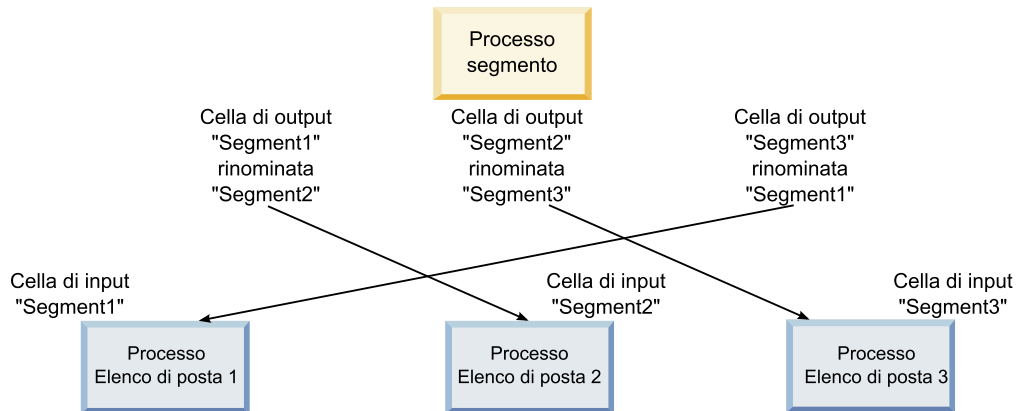 Processo
segmento
Cella di output
"Segment1"
rinominata
"Segment2"
Cella di output
"Segment2"
rinominata
"Segment3"
Cella di output
"Segment3"
rinominata
"Segment1"
Cella di input
"Segment1"
Cella di input
"Segment2"
Cella di input
"Segment3"
Processo
Elenco di posta 1
Processo
Elenco di posta 2
Processo
Elenco di posta 3